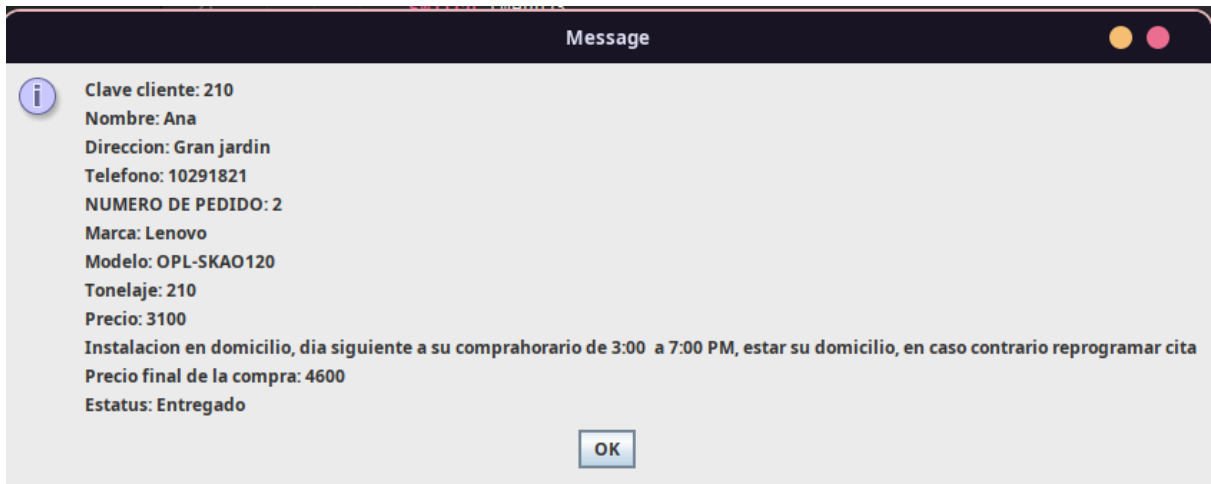 Message
Clave cliente: 210
Nombre: Ana
Direccion: Gran jardin
Telefono: 10291821
NUMERO DE PEDIDO: 2
Marca: Lenovo
Modelo: OPL-SKAO120
Tonelaje: 210
Precio: 3100
Instalacion en domicilio, dia siguiente a su comprahorario de 3:00  a 7:00 PM, estar su domicilio, en caso contrario reprogramar cita
Precio final de la compra: 4600
Estatus: Entregado
OK